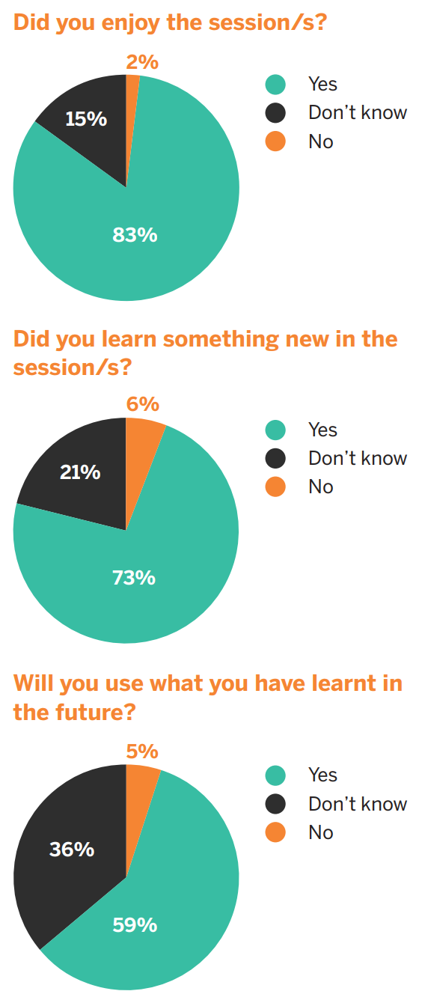 Did you enjoy the session/s?
2%
15%
83%
Yes
Don’t know
No
Did you learn something new in the
session/s?
6%
21%
73%
Yes
Don’t know
No
Will you use what you have learnt in
the future?
5%
36%
59%
Yes
Don’t know
No